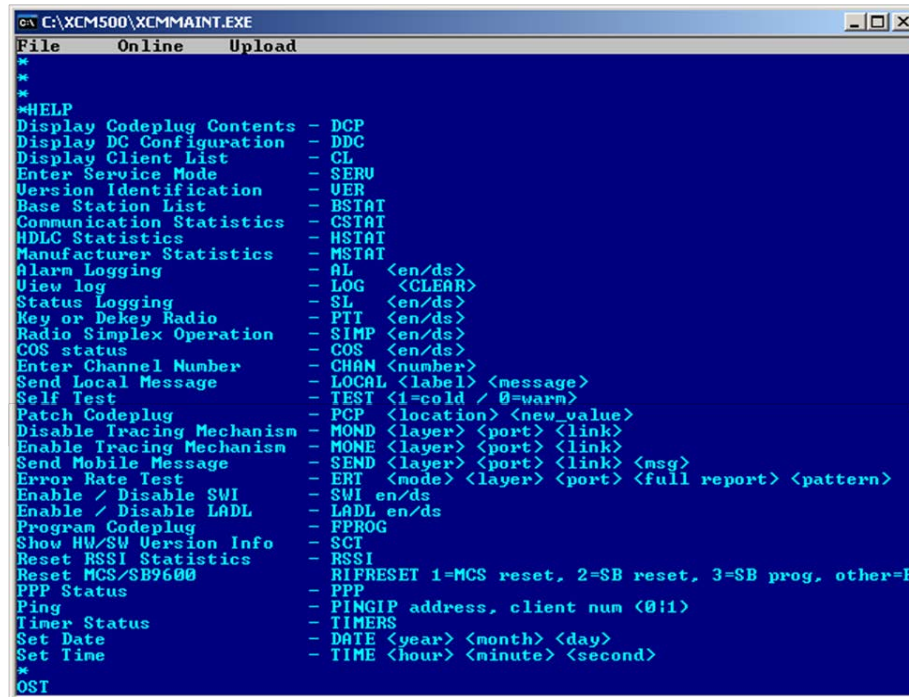 C:\XCM500\XCMMAINT.EXE
File Online Upload
*
*
*
*HELP
Display Codeplug Contents - DCP
Display DC Configuration - DDC
Display Client List - CL
Enter Service Mode - SERV
Version Identification - VER
Base Station List - BSTAT
Communication Statistics - CSTAT
HDLC Statistics - HSTAT
Manufacturer Statistics - MSTAT
Alarm Logging - AL <en/ds>
View log - LOG <CLEAR>
Status Logging - SL <en/ds>
Key or Dekey Radio - PTT <en/ds>
Radio Simplex Operation - SIMP <en/ds>
COS status - COS <en/ds>
Enter Channel Number - CHAN <number>
Send Local Message - LOCAL <label> <message>
Self Test - TEST <1=cold / 0=warm>
Patch Codeplug - PCP <location> <new_value>
Disable Tracing Mechanism - MOND <layer> <port> <link>
Enable Tracing Mechanism - MONE <layer> <port> <link>
Send Mobile Message - SEND <layer> <port> <link> <msg>
Error Rate Test - ERT <mode> <layer> <port> <full report> <pattern>
Enable / Disable SWI - SWI en/ds
Enable / Disable LADL - LADL en/ds
Program Codeplug - FPROG
Show HW/SW Version Info - SCT
Reset RSSI Statistics - RSSI
Reset MCS/SB9600 RIFRESET 1=MCS reset, 2=SB reset, 3=SB prog, other=
PPP Status - PPP
Ping - PINGIP address, client num (0|1)
Timer Status - TIMERS
Set Date - DATE <year> <month> <day>
Set Time - TIME <hour> <minute> <second>
*
OST